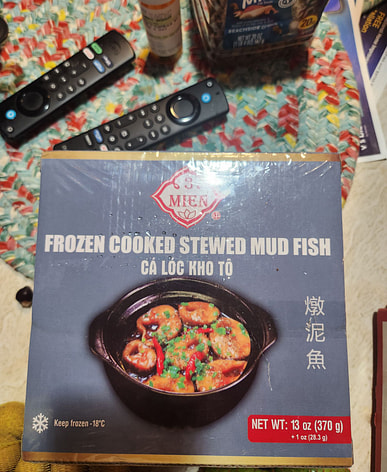 3
MIEN
FROZEN COOKED STEWED MUD FISH
CÁ LÓC KHO TỘ
燉泥魚
Keep frozen -18°C
NET WT: 13 oz (370 g)
+ 1 oz (28.3 g)